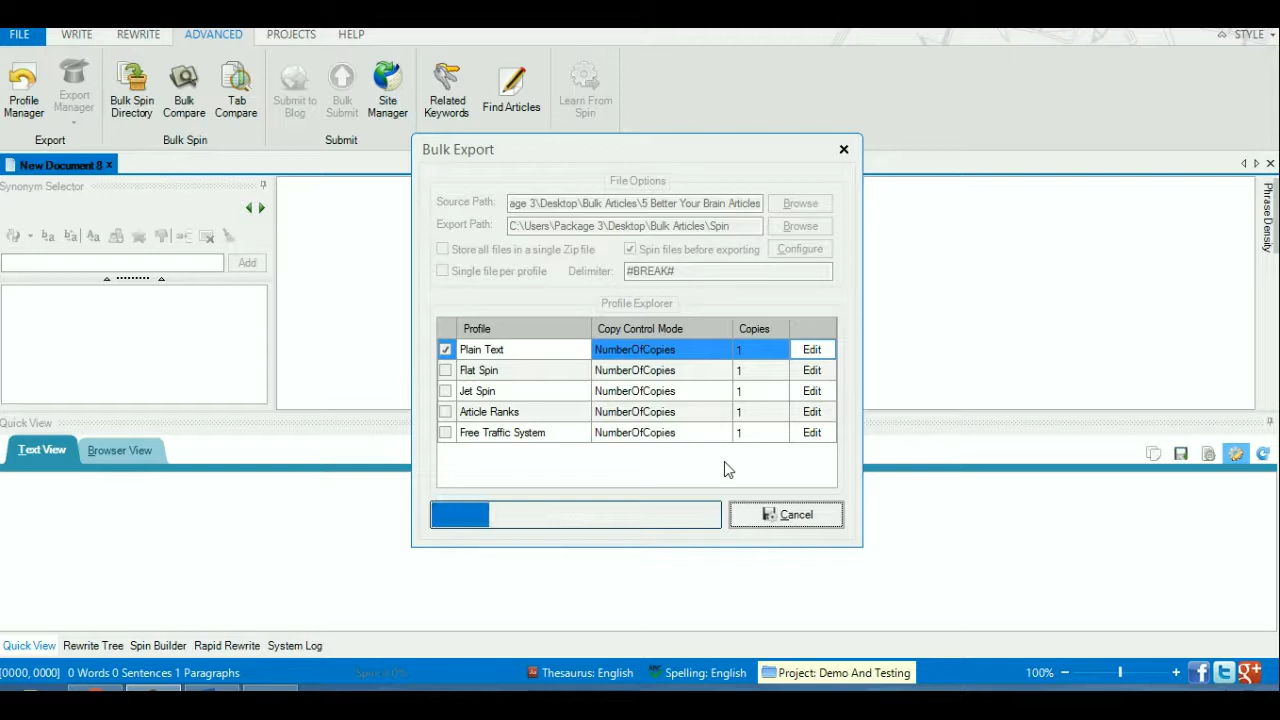 FILE WRITE REWRITE ADVANCED PROJECTS HELP STYLE
Profile Manager
Export Manager
Bulk Spin Directory
Bulk Compare
Tab Compare
Submit to Blog
Bulk Submit
Site Manager
Related Keywords
Find Articles
Learn From Spin
Export Bulk Spin Submit
New Document 8
Synonym Selector
Add
Phrase Density
Bulk Export
File Options
Source Path: age 3\Desktop\Bulk Articles\5 Better Your Brain Articles Browse
Export Path: C:\Users\Package 3\Desktop\Bulk Articles\Spin Browse
Store all files in a single Zip file Spin files before exporting Configure
Single file per profile Delimiter: #BREAK#
Profile Explorer
Profile Copy Control Mode Copies
Plain Text NumberOfCopies 1 Edit
Flat Spin NumberOfCopies 1 Edit
Jet Spin NumberOfCopies 1 Edit
Article Ranks NumberOfCopies 1 Edit
Free Traffic System NumberOfCopies 1 Edit
Cancel
Quick View
Text View Browser View
Quick View Rewrite Tree Spin Builder Rapid Rewrite System Log
[0000, 0000] 0 Words 0 Sentences 1 Paragraphs Thesaurus: English Spelling: English Project: Demo And Testing 100%